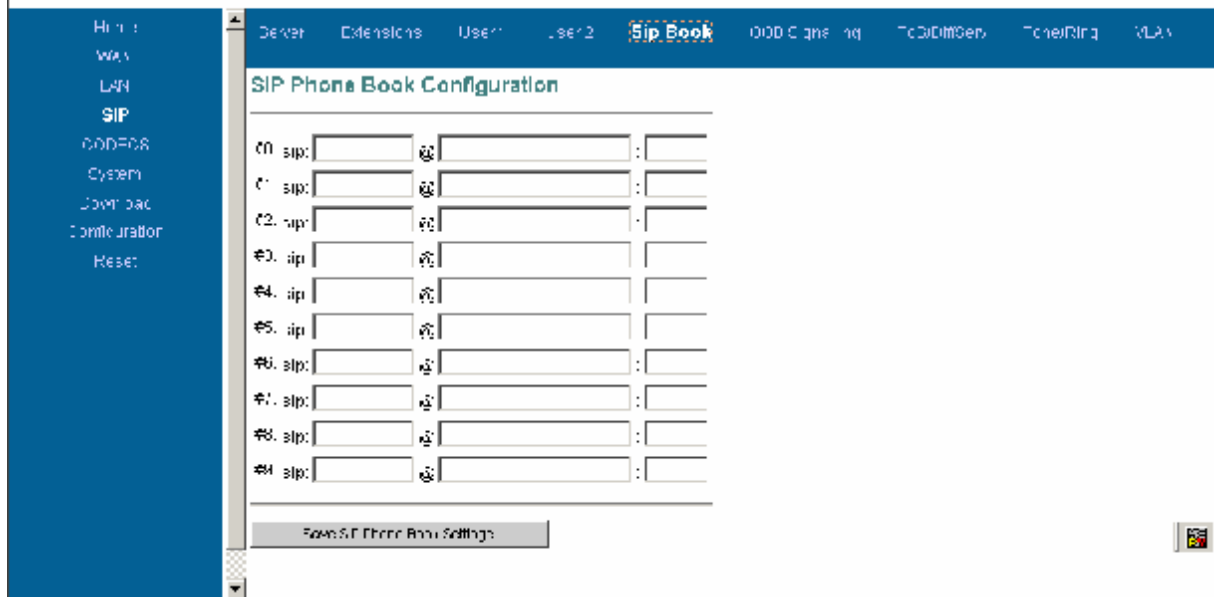 Home
WAN
LAN
SIP
CODECS
System
Download
Configuration
Reset
Server Extensions User1 User2 Sip Book OOB Signaling ToS/DiffServ Tone/Ring VLAN
SIP Phone Book Configuration
#0. sip: @ :
#1. sip: @ :
#2. sip: @ :
#3. sip @
#4. sip @
#5. sip @
#6. sip: @ :
#7. sip: @ :
#8. sip: @ :
#9. sip: @ :
Save SIP Phone Book Settings